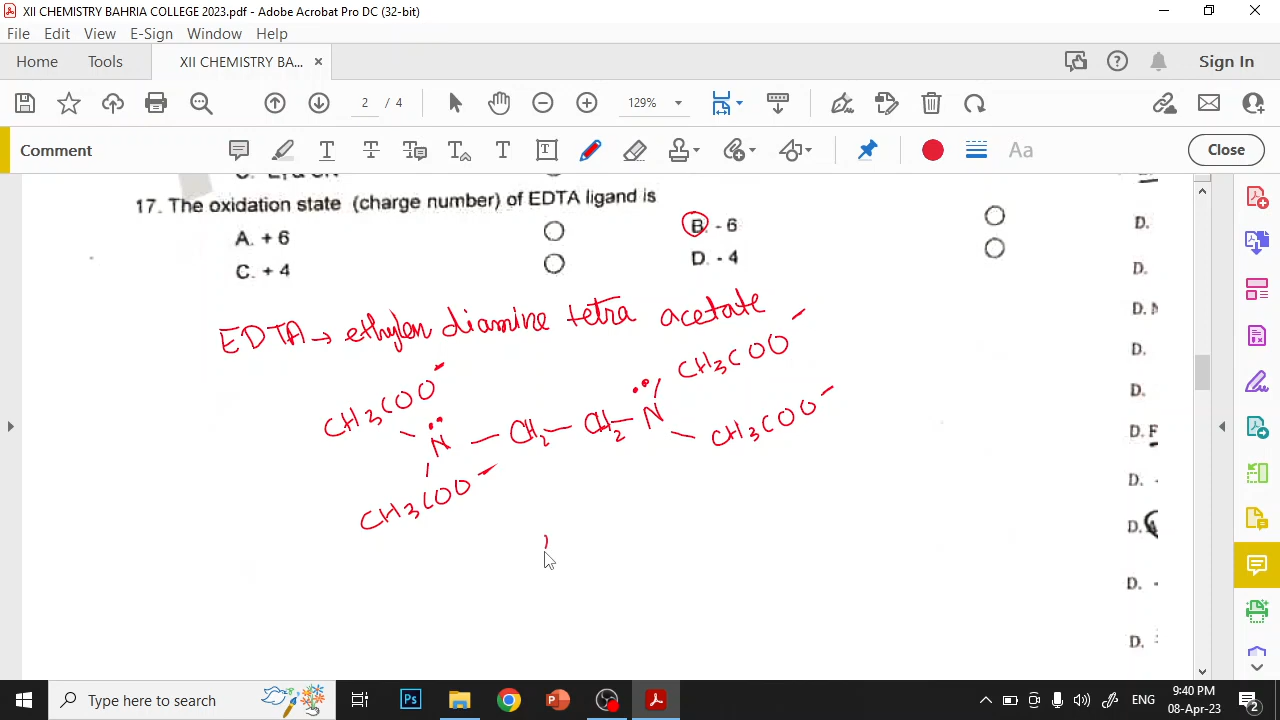 XII CHEMISTRY BAHRIA COLLEGE 2023.pdf - Adobe Acrobat Pro DC (32-bit)
File Edit View E-Sign Window Help
Home Tools XII CHEMISTRY BA... × Sign In
2 / 4 129%
Comment T T T T Aa Close
17. The oxidation state (charge number) of EDTA ligand is
A. + 6 B. - 6
C. + 4 D. - 4
EDTA → ethylen diamine tetra acetate
CH3COO⁻ CH3COO⁻
N — CH2 — CH2 — N
CH3COO⁻ CH3COO⁻
D.
D.
D.
D.
D.
D. F
D.
D.
D.
D.
Type here to search Ps ENG 9:40 PM
08-Apr-23 2